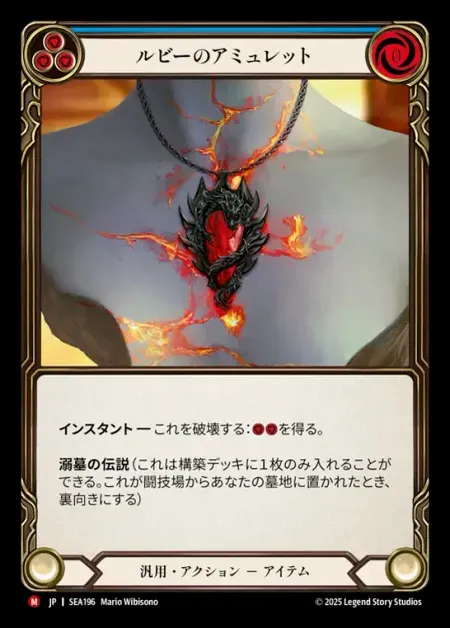 ルビーのアミュレット
0
インスタント ー これを破壊する:を得る。
溺墓の伝説(これは構築デッキに1枚のみ入れることが
できる。これが闘技場からあなたの墓地に置かれたとき、
裏向きにする)
汎用・アクション － アイテム
M JP | SEA196 Mario Wibisono
© 2025 Legend Story Studios